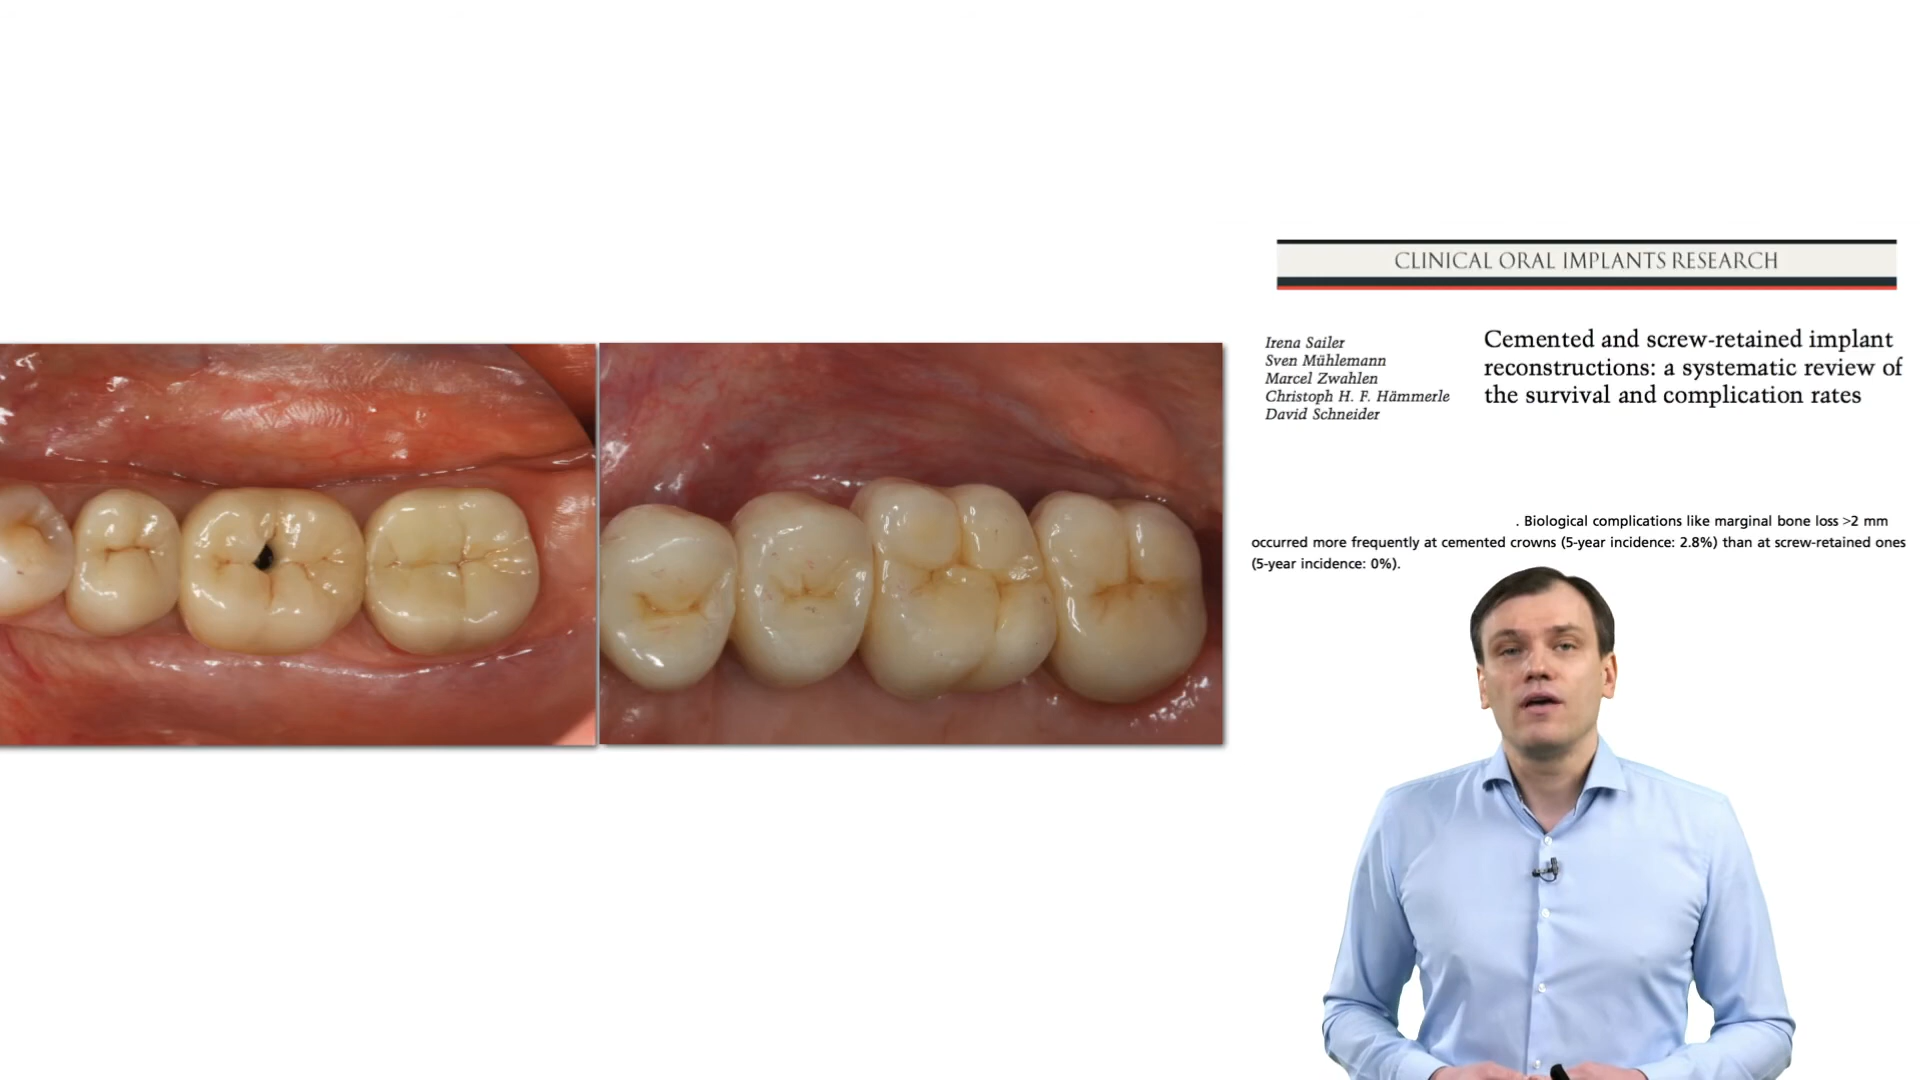 CLINICAL ORAL IMPLANTS RESEARCH
Irena Sailer
Sven Mühlemann
Marcel Zwahlen
Christoph H. F. Hämmerle
David Schneider
Cemented and screw-retained implant
reconstructions: a systematic review of
the survival and complication rates
. Biological complications like marginal bone loss >2 mm
occurred more frequently at cemented crowns (5-year incidence: 2.8%) than at screw-retained ones
(5-year incidence: 0%).